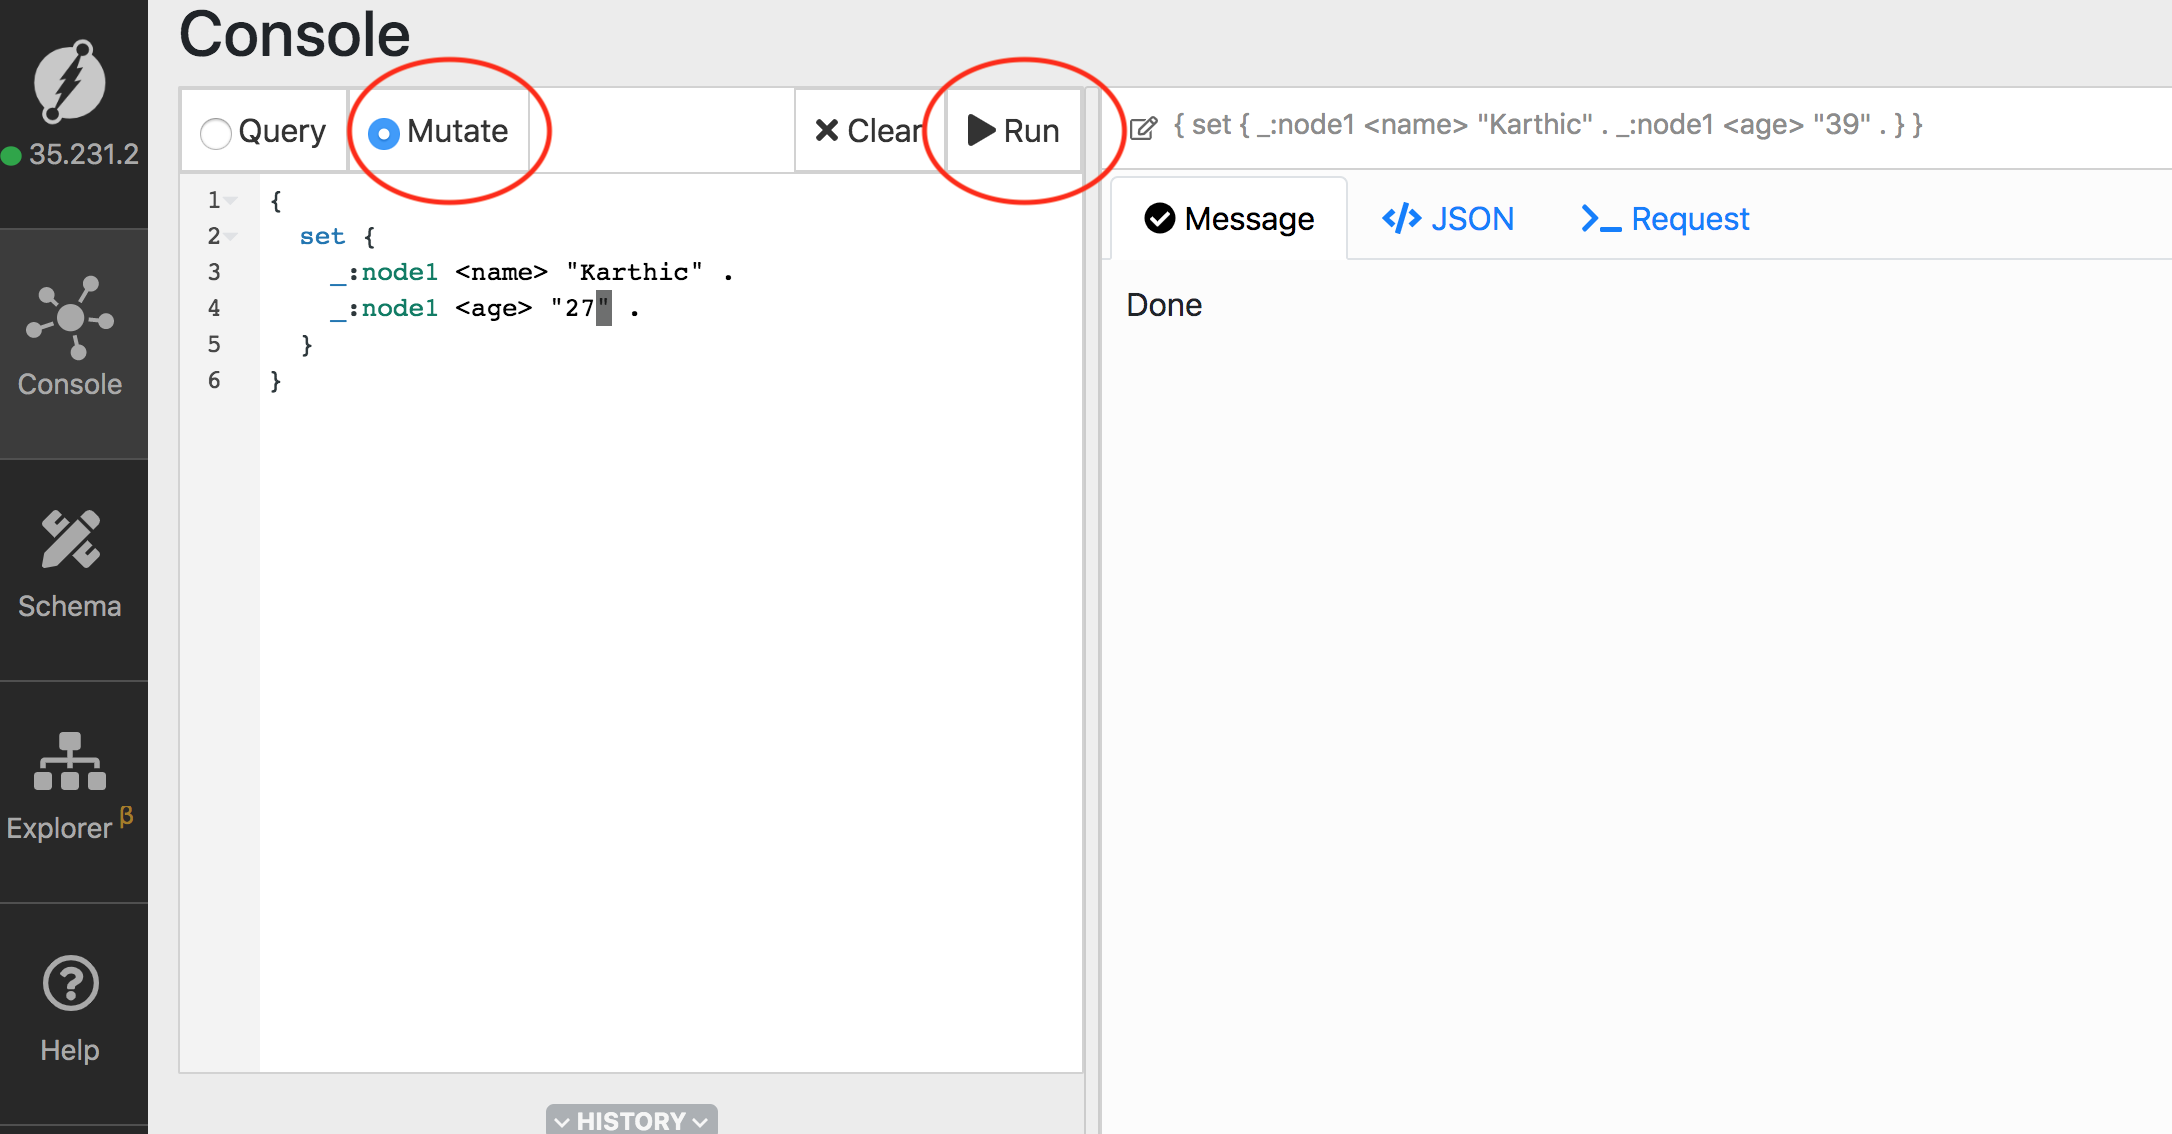 Console
35.231.2
Query
Mutate
Clear
Run
1 {
2 set {
3 _:node1 <name> "Karthic" .
4 _:node1 <age> "27" .
5 }
6 }
HISTORY
{ set { _:node1 <name> "Karthic" . _:node1 <age> "39" . } }
Message
</> JSON
>_ Request
Done
Console
Schema
Explorer β
Help